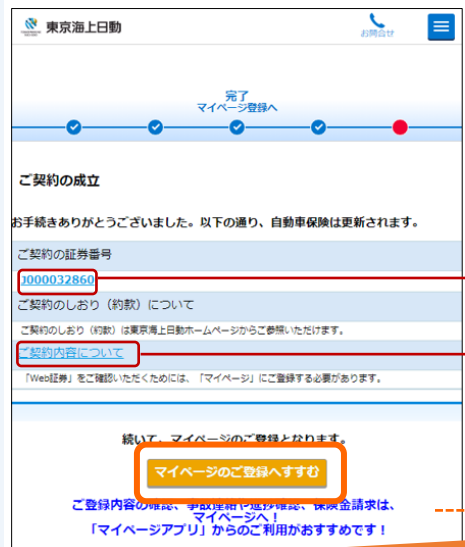 東京海上日動
お問合せ
完了
マイページ登録へ
ご契約の成立
お手続きありがとうございました。以下の通り、自動車保険は更新されます。
ご契約の証券番号
J000032860
ご契約のしおり(約款)について
ご契約のしおり(約款)は東京海上日動ホームページからご参照いただけます。
ご契約内容について
「Web証券」をご確認いただくためには、「マイページ」にご登録する必要があります。
続いて、マイページのご登録となります。
マイページのご登録へすすむ
ご登録内容の確認、事故連絡や進捗確認、保険金請求は、
マイページへ!
「マイページアプリ」からのご利用がおすすめです!